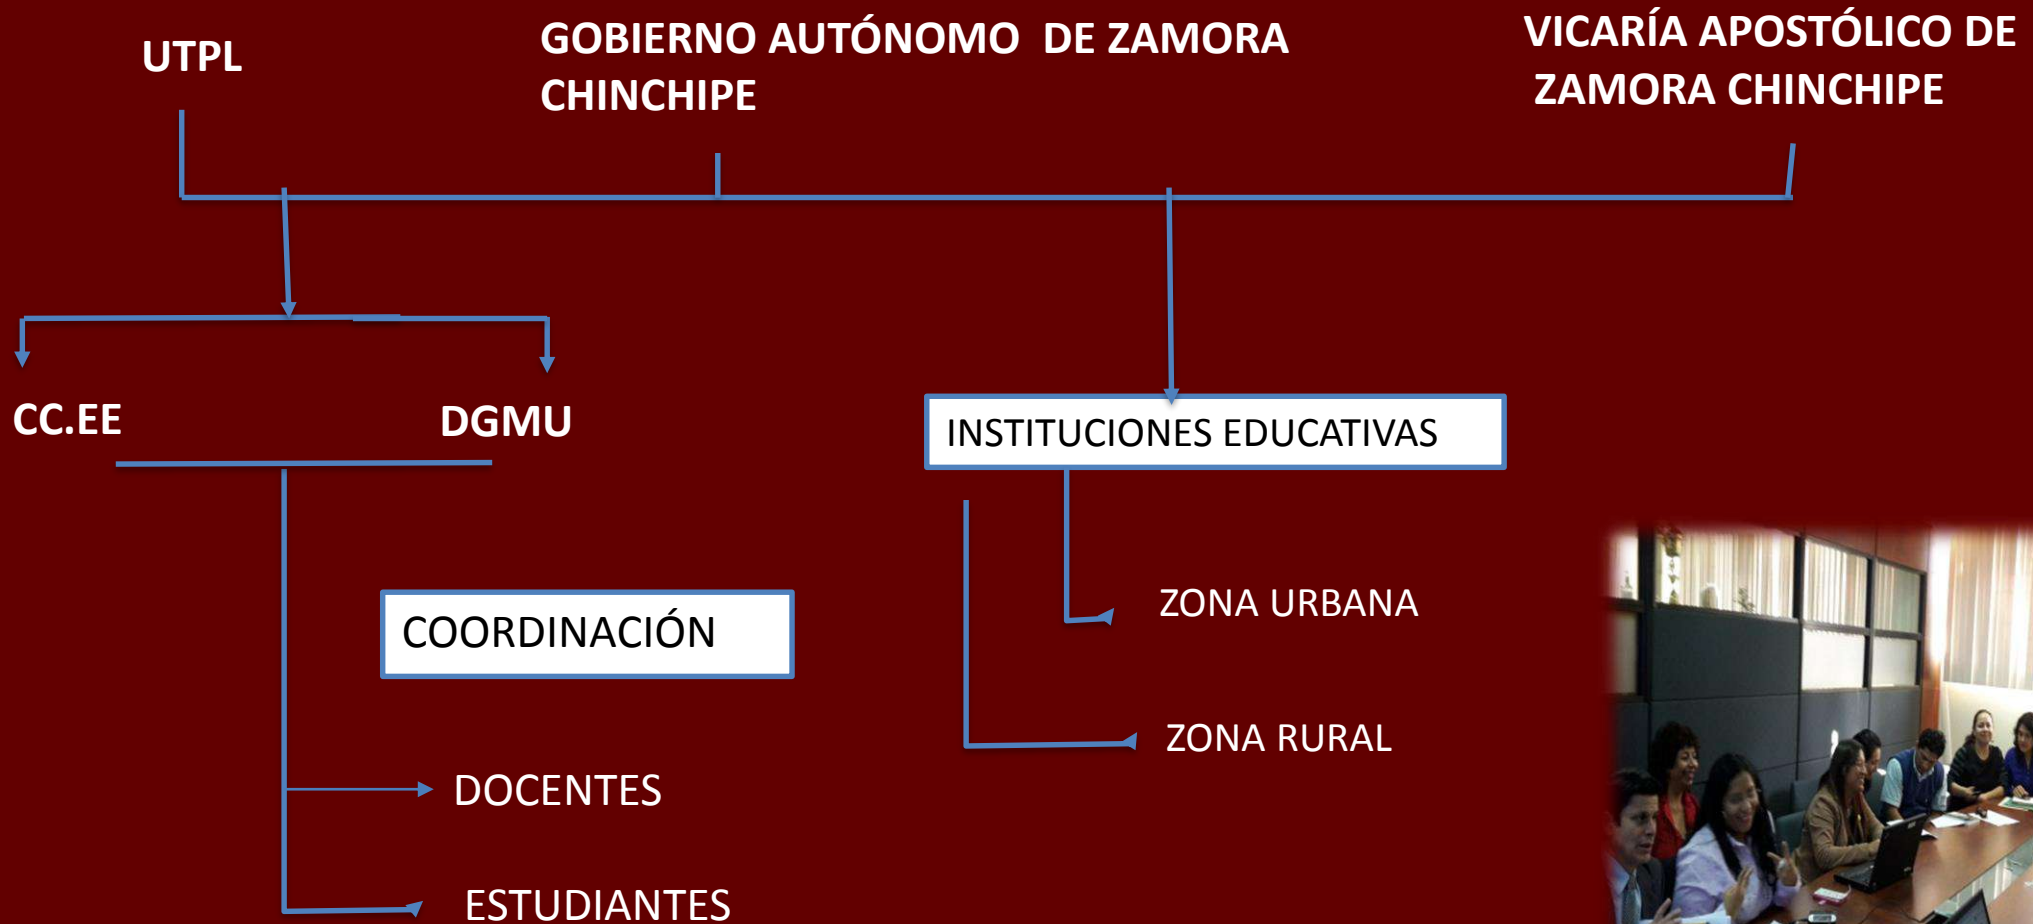 UTPL
GOBIERNO AUTÓNOMO DE ZAMORA
CHINCHIPE
VICARÍA APOSTÓLICO DE
ZAMORA CHINCHIPE
CC.EE
DGMU
INSTITUCIONES EDUCATIVAS
COORDINACIÓN
ZONA URBANA
ZONA RURAL
DOCENTES
ESTUDIANTES